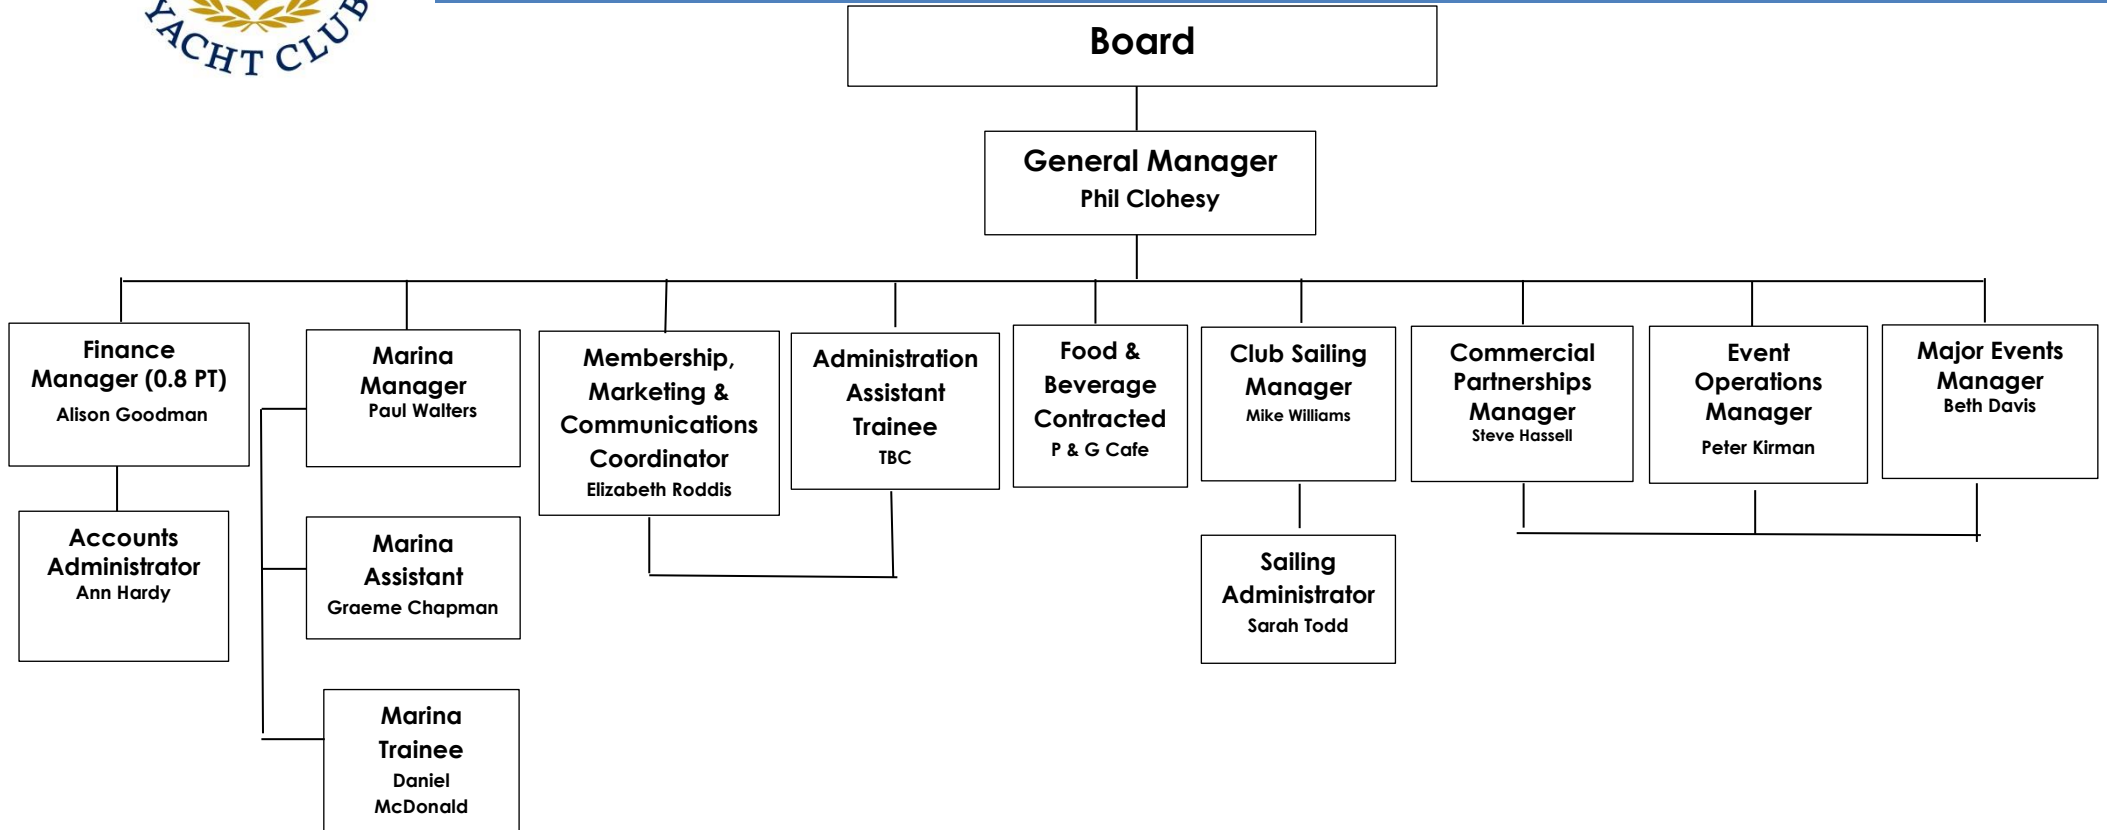 YACHT CLUB
Board
General Manager
Phil Clohesy
Finance
Manager (0.8 PT)
Alison Goodman
Marina
Manager
Paul Walters
Membership,
Marketing &
Communications
Coordinator
Elizabeth Roddis
Administration
Assistant
Trainee
TBC
Food &
Beverage
Contracted
P & G Cafe
Club Sailing
Manager
Mike Williams
Commercial
Partnerships
Manager
Steve Hassell
Event
Operations
Manager
Peter Kirman
Major Events
Manager
Beth Davis
Accounts
Administrator
Ann Hardy
Marina
Assistant
Graeme Chapman
Sailing
Administrator
Sarah Todd
Marina
Trainee
Daniel
McDonald